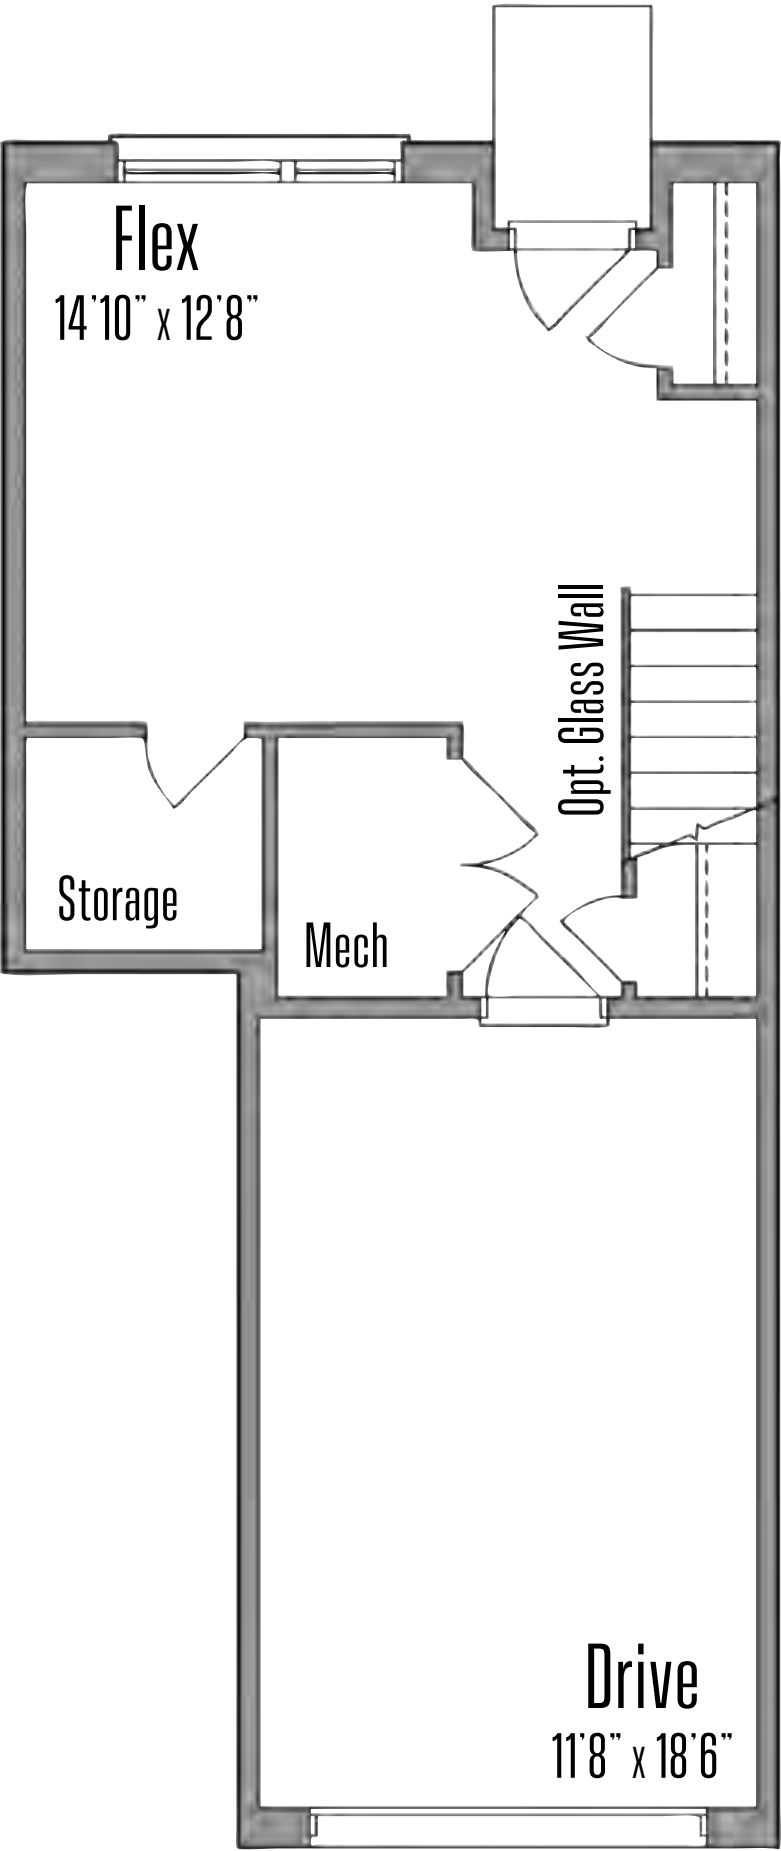 Flex
14'10" x 12'8"
Opt. Glass Wall
Storage
Mech
Drive
11'8" x 18'6"